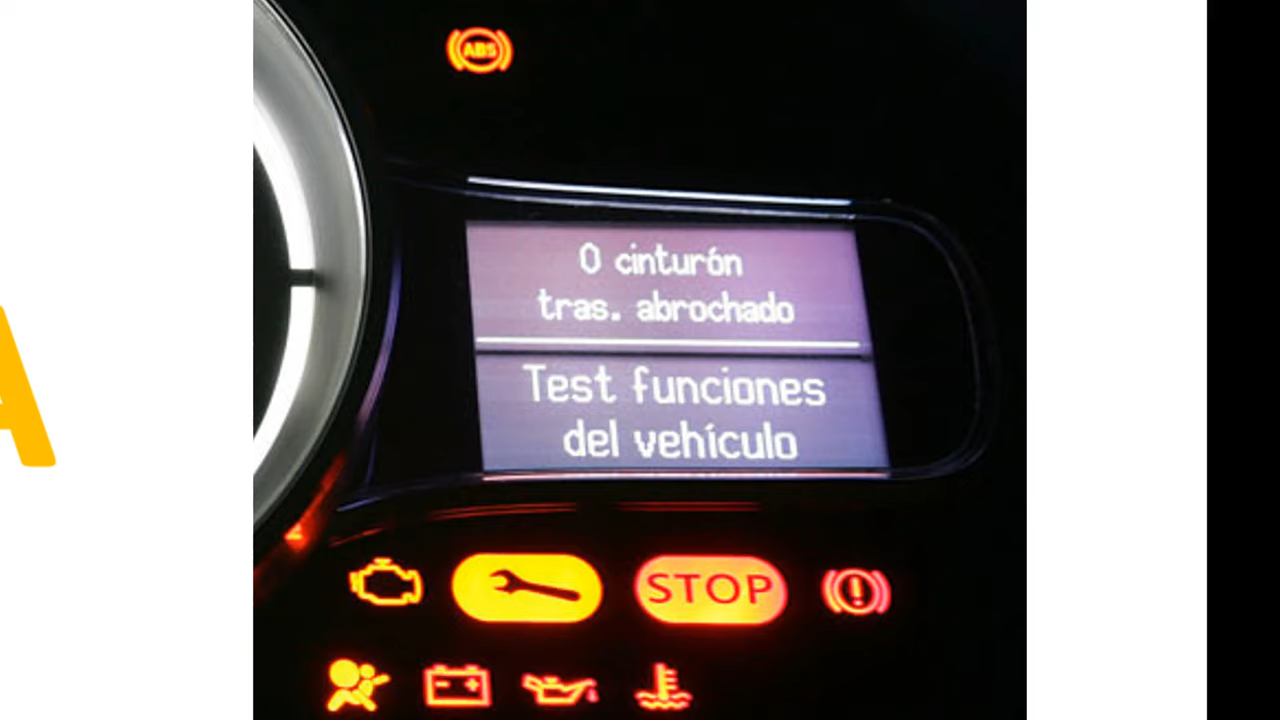 A
ABS
0 cinturón
tras. abrochado
Test funciones
del vehículo
STOP